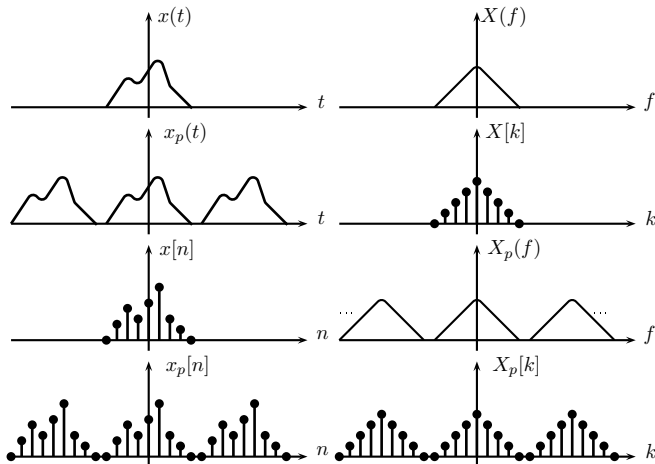 x(t)
X(f)
t
f
x_p(t)
X[k]
t
k
x[n]
X_p(f)
...
...
n
f
x_p[n]
X_p[k]
n
k